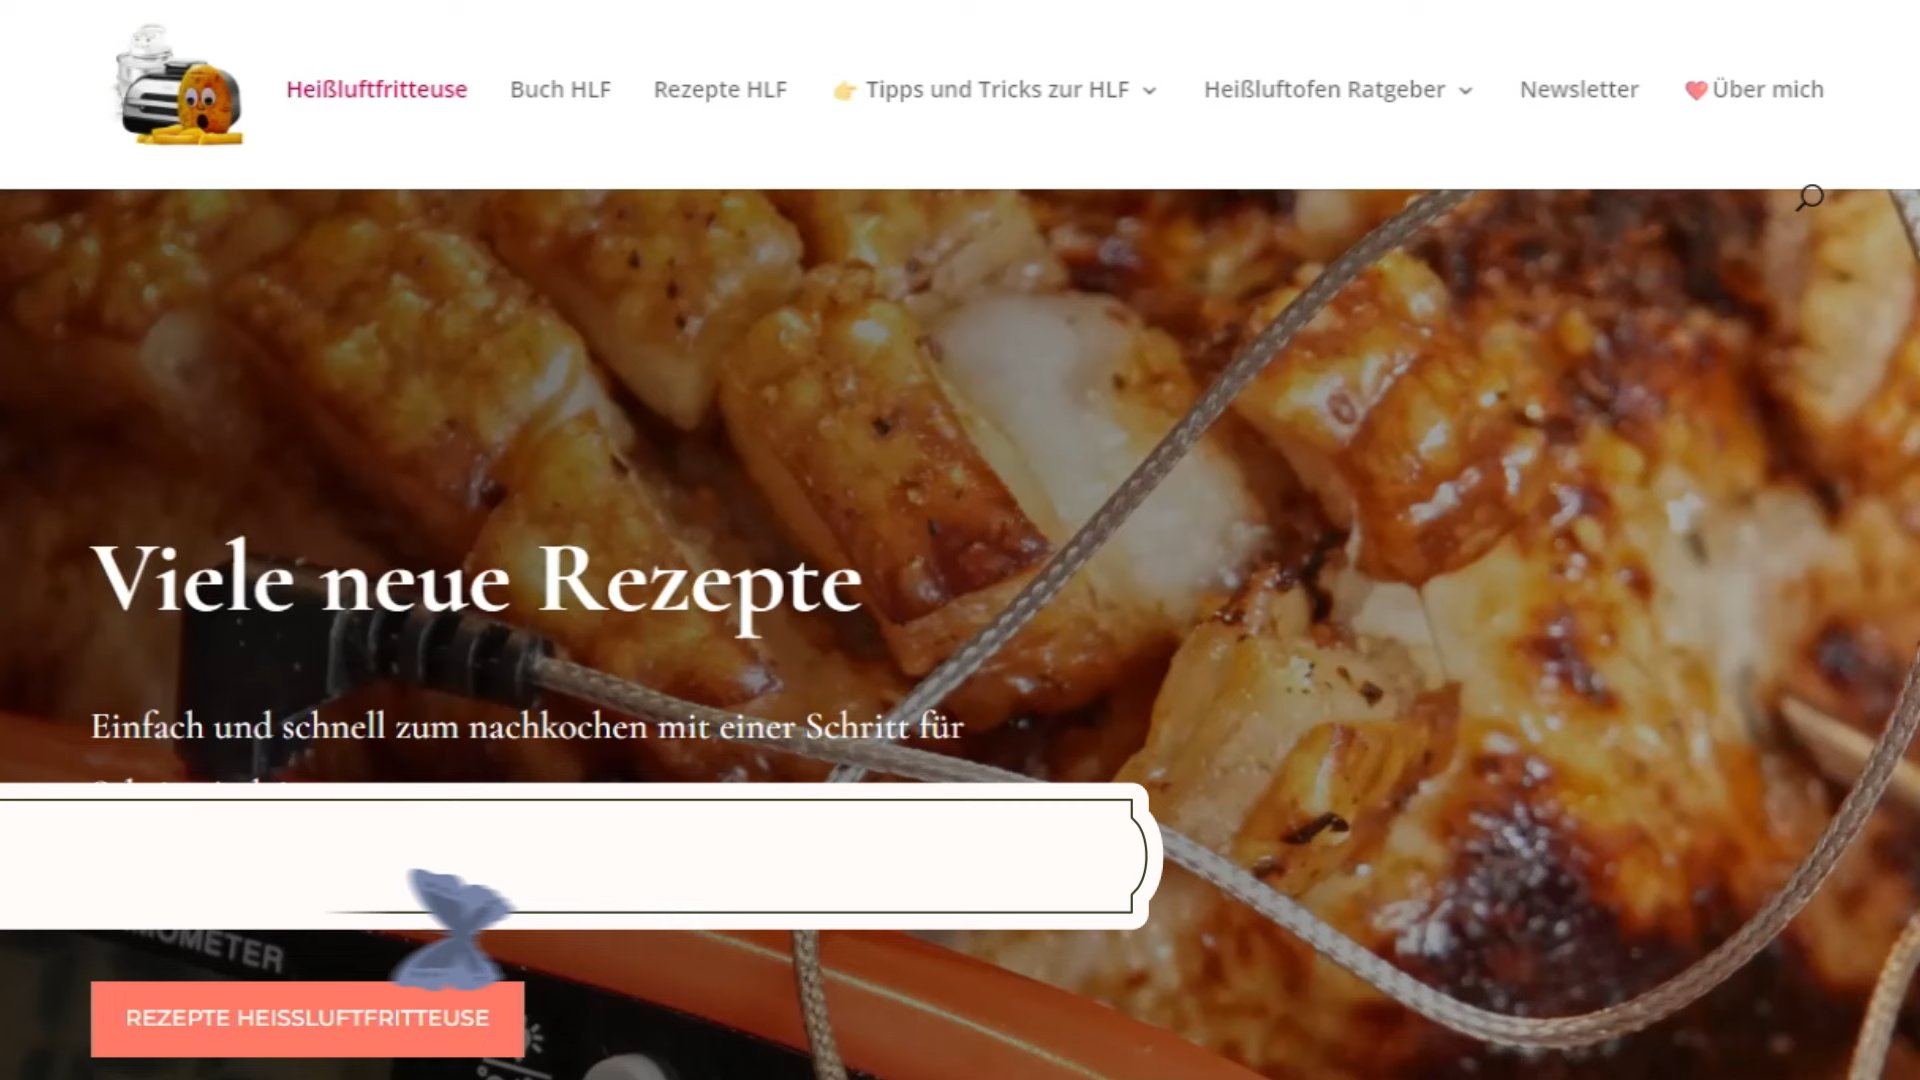 Heißluftfritteuse
Buch HLF
Rezepte HLF
👉 Tipps und Tricks zur HLF
Heißluftofen Ratgeber
Newsletter
❤️ Über mich
Viele neue Rezepte
Einfach und schnell zum nachkochen mit einer Schritt für
MOMETER
REZEPTE HEISSLUFTFRITTEUSE